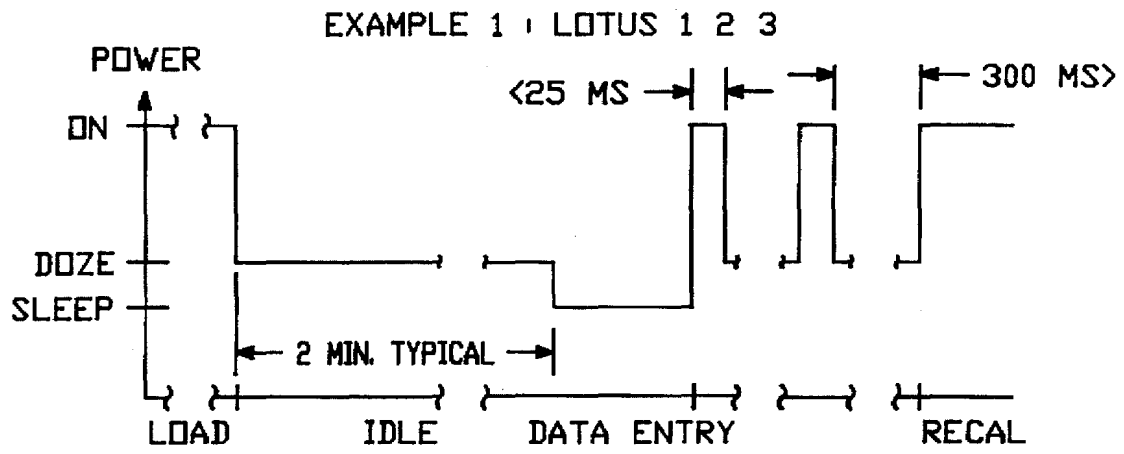 EXAMPLE 1 : LOTUS 1 2 3
POWER
<25 MS
300 MS>
ON
DOZE
SLEEP
2 MIN. TYPICAL
LOAD IDLE DATA ENTRY RECAL